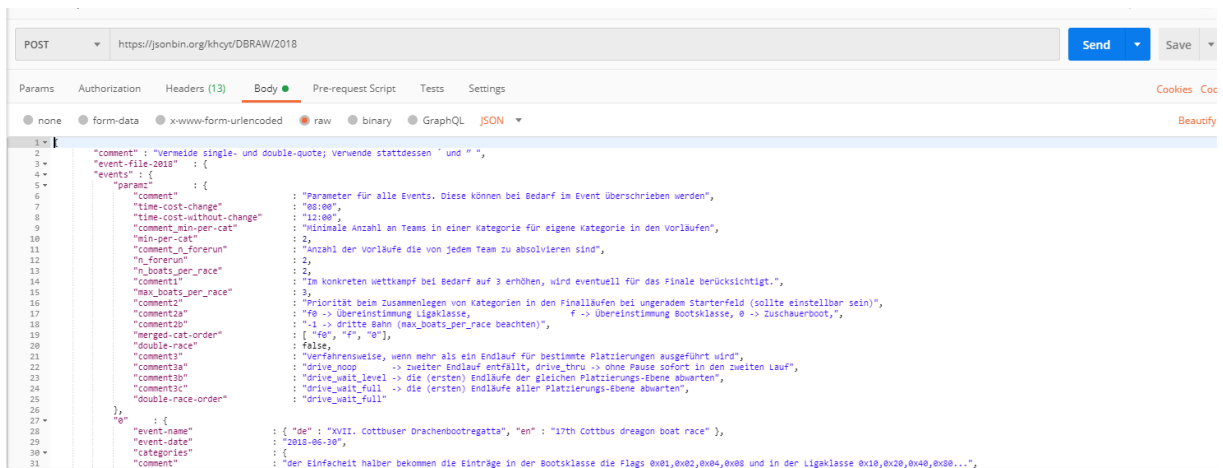 POST https://jsonbin.org/khcyt/DBRAW/2018 Send Save
Params Authorization Headers (13) Body Pre-request Script Tests Settings Cookies Coo
none form-data x-www-form-urlencoded raw binary GraphQL JSON Beautify
1 {
2 "comment" : "Vermeide single- und double-quote; Verwende stattdessen ´ und " ",
3 "event-file-2018" : {
4 "events" : {
5 "paramz" : {
6 "comment" : "Parameter für alle Events. Diese können bei Bedarf im Event überschrieben werden",
7 "time-cost-change" : "08:00",
8 "time-cost-without-change" : "12:00",
9 "comment_min-per-cat" : "Minimale Anzahl an Teams in einer Kategorie für eigene Kategorie in den Vorläufen",
10 "min-per-cat" : 2,
11 "comment_n_forerun" : "Anzahl der Vorläufe die von jedem Team zu absolvieren sind",
12 "n_forerun" : 2,
13 "n_boats_per_race" : 2,
14 "comment1" : "Im konkreten Wettkampf bei Bedarf auf 3 erhöhen, wird eventuell für das Finale berücksichtigt.",
15 "max_boats_per_race" : 3,
16 "comment2" : "Priorität beim Zusammenlegen von Kategorien in den Finalläufen bei ungeradem Starterfeld (sollte einstellbar sein)",
17 "comment2a" : "f0 -> Übereinstimmung Ligaklasse, f -> Übereinstimmung Bootsklasse, 0 -> Zuschauerboot,",
18 "comment2b" : "-1 -> dritte Bahn (max_boats_per_race beachten)",
19 "merged-cat-order" : [ "f0", "f", "0"],
20 "double-race" : false,
21 "comment3" : "Verfahrensweise, wenn mehr als ein Endlauf für bestimmte Platzierungen ausgeführt wird",
22 "comment3a" : "drive_noop -> zweiter Endlauf entfällt, drive_thru -> ohne Pause sofort in den zweiten Lauf",
23 "comment3b" : "drive_wait_level -> die (ersten) Endläufe der gleichen Platzierungs-Ebene abwarten",
24 "comment3c" : "drive_wait_full -> die (ersten) Endläufe aller Platzierungs-Ebene abwarten",
25 "double-race-order" : "drive_wait_full"
26 },
27 "0" : {
28 "event-name" : { "de" : "XVII. Cottbuser Drachenbootregatta", "en" : "17th Cottbus dreagon boat race" },
29 "event-date" : "2018-06-30",
30 "categories" : {
31 "comment" : "der Einfacheit halber bekommen die Einträge in der Bootsklasse die Flags 0x01,0x02,0x04,0x08 und in der Ligaklasse 0x10,0x20,0x40,0x80...",